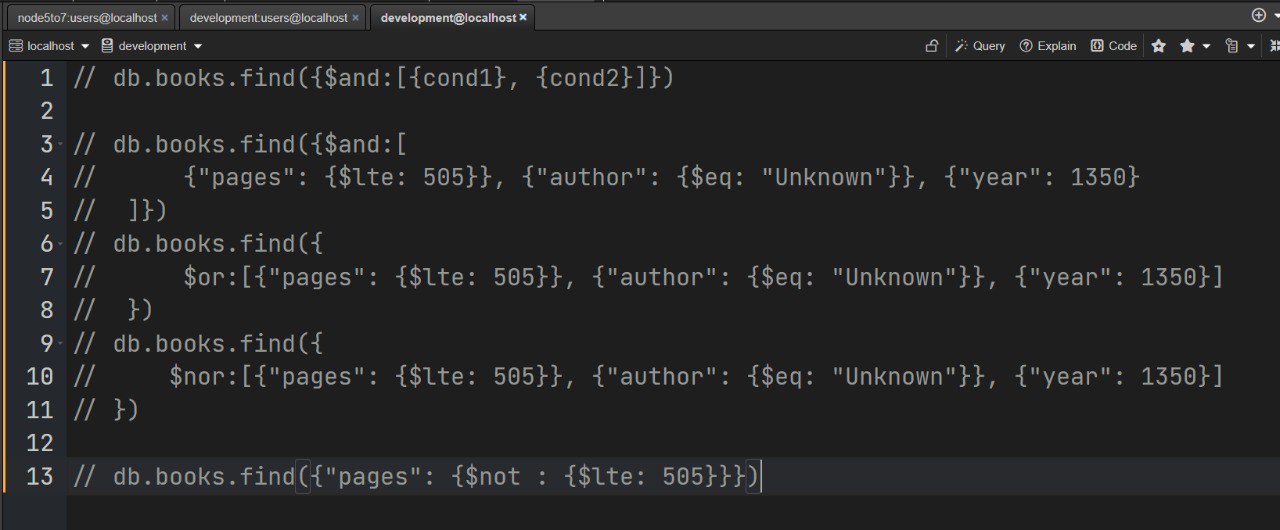 node5to7:users@localhost × development:users@localhost × development@localhost ×
localhost development Query Explain Code
1 // db.books.find({$and:[{cond1}, {cond2}]})
2
3 // db.books.find({$and:[
4 //      {"pages": {$lte: 505}}, {"author": {$eq: "Unknown"}}, {"year": 1350}
5 //  ]})
6 // db.books.find({
7 //      $or:[{"pages": {$lte: 505}}, {"author": {$eq: "Unknown"}}, {"year": 1350}]
8 //  })
9 // db.books.find({
10 //     $nor:[{"pages": {$lte: 505}}, {"author": {$eq: "Unknown"}}, {"year": 1350}]
11 // })
12
13 // db.books.find({"pages": {$not : {$lte: 505}}})